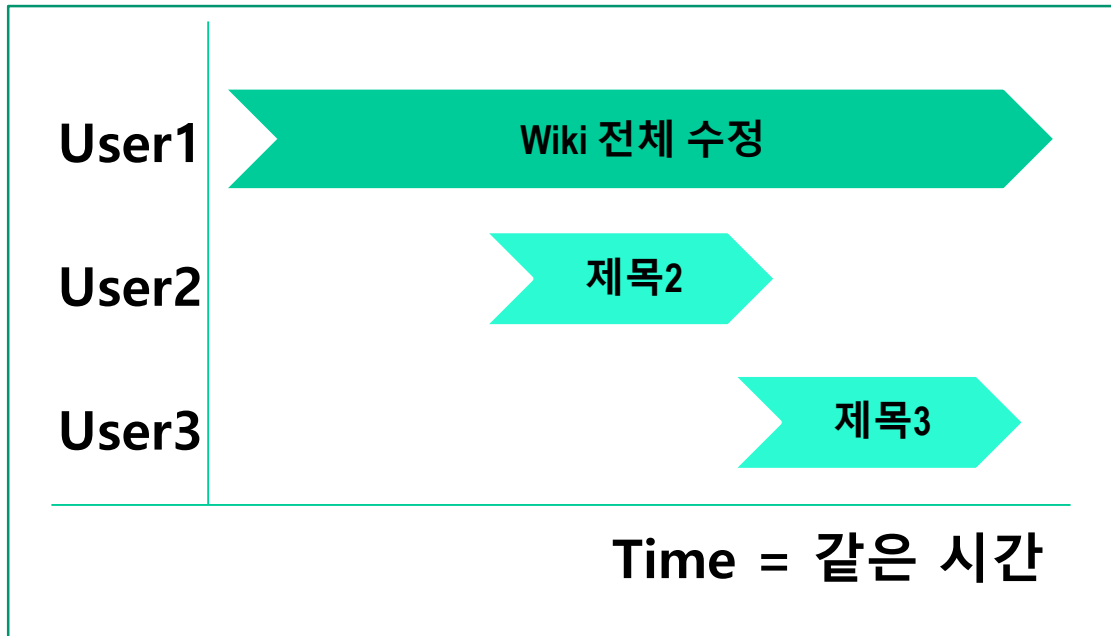 User1
Wiki 전체 수정
User2
제목2
User3
제목3
Time = 같은 시간